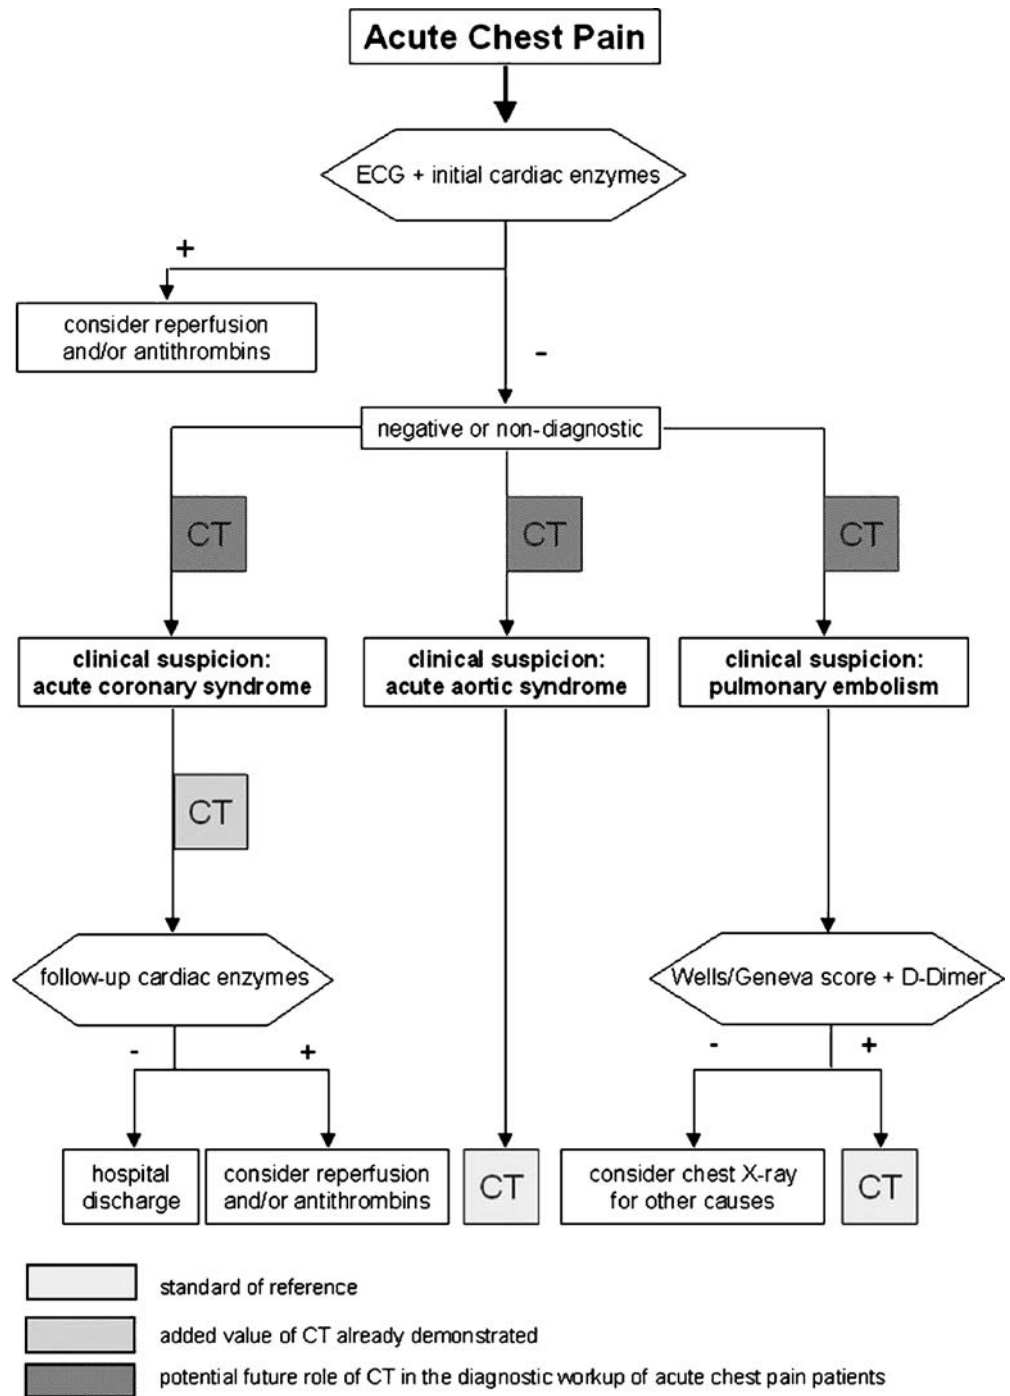 Acute Chest Pain
ECG + initial cardiac enzymes
+
consider reperfusion
and/or antithrombins
-
negative or non-diagnostic
CT
CT
CT
clinical suspicion:
acute coronary syndrome
clinical suspicion:
acute aortic syndrome
clinical suspicion:
pulmonary embolism
CT
follow-up cardiac enzymes
Wells/Geneva score + D-Dimer
-
+
-
+
hospital
discharge
consider reperfusion
and/or antithrombins
CT
consider chest X-ray
for other causes
CT
standard of reference
added value of CT already demonstrated
potential future role of CT in the diagnostic workup of acute chest pain patients